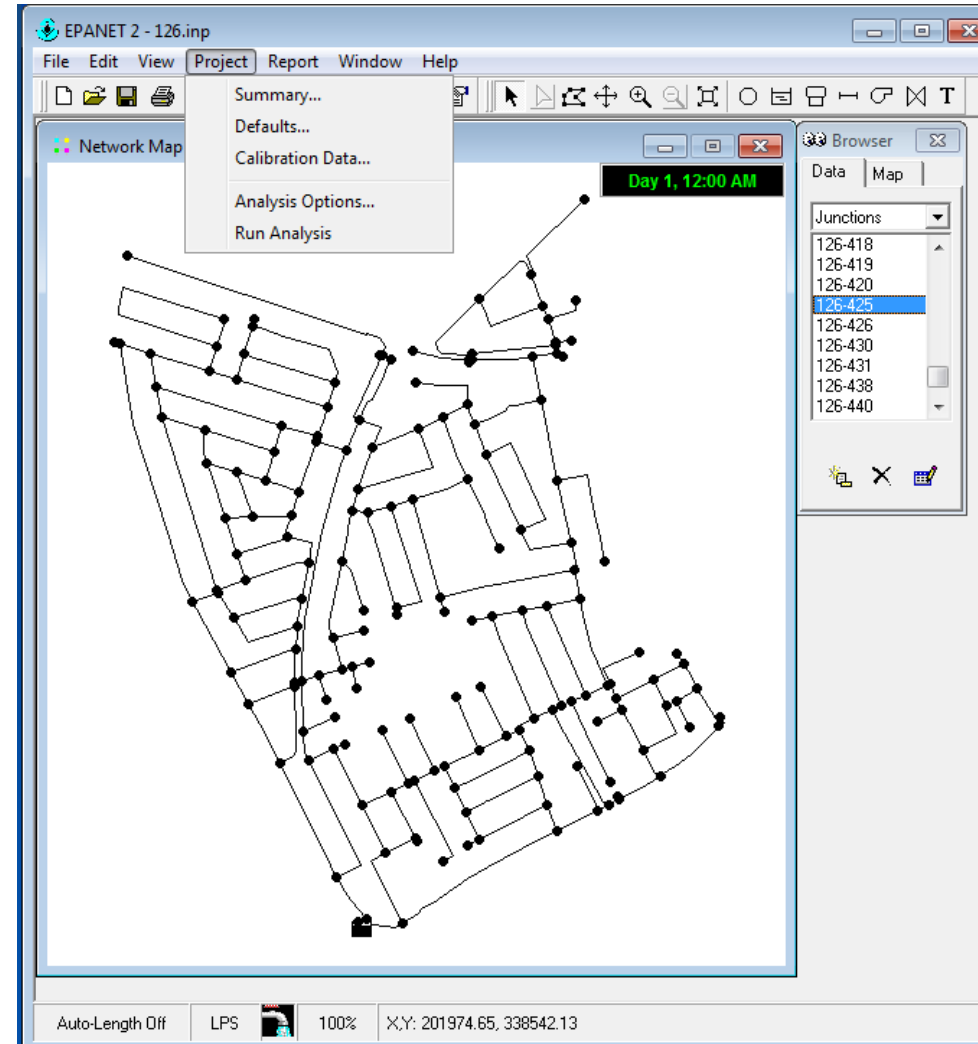 EPANET 2 - 126.inp
File Edit View Project Report Window Help
T
Summary...
Defaults...
Calibration Data...
Analysis Options...
Run Analysis
Network Map
Day 1, 12:00 AM
Browser
Data Map
Junctions
126-418
126-419
126-420
126-425
126-426
126-430
126-431
126-438
126-440
Auto-Length Off LPS 100% X,Y: 201974.65, 338542.13